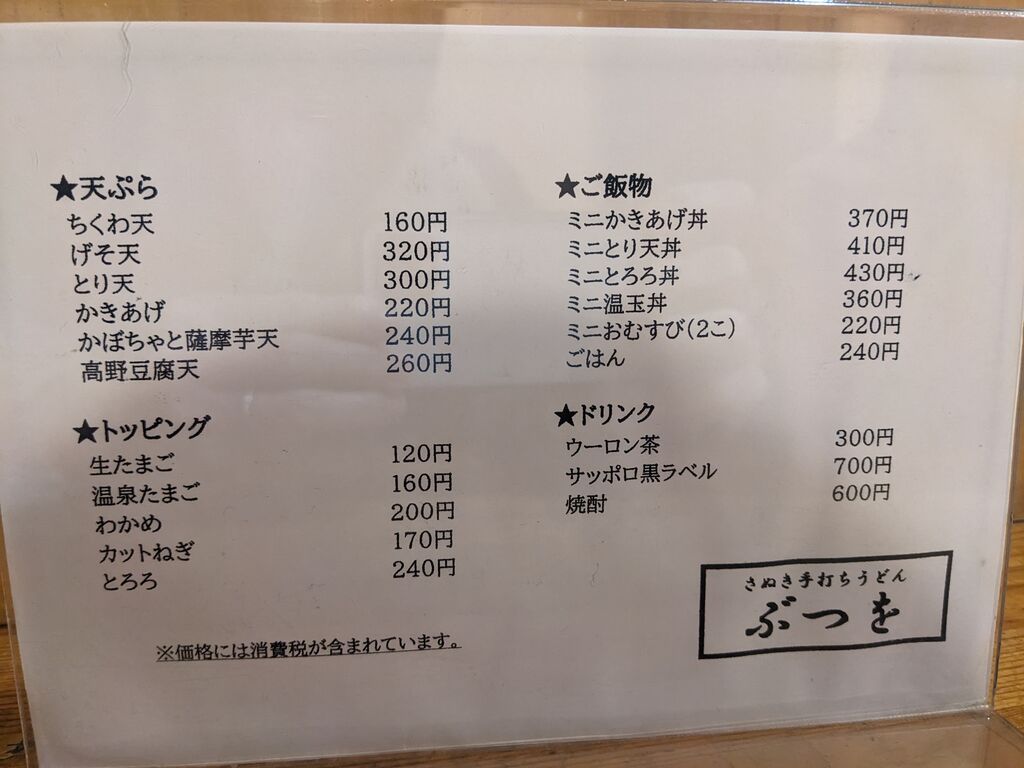 ★天ぷら
ちくわ天 160円
げそ天 320円
とり天 300円
かきあげ 220円
かぼちゃと薩摩芋天 240円
高野豆腐天 260円
★トッピング
生たまご 120円
温泉たまご 160円
わかめ 200円
カットねぎ 170円
とろろ 240円
※価格には消費税が含まれています。
★ご飯物
ミニかきあげ丼 370円
ミニとり天丼 410円
ミニとろろ丼 430円
ミニ温玉丼 360円
ミニおむすび(2こ) 220円
ごはん 240円
★ドリンク
ウーロン茶 300円
サッポロ黒ラベル 700円
焼酎 600円
さぬき手打ちうどん
ぶつを